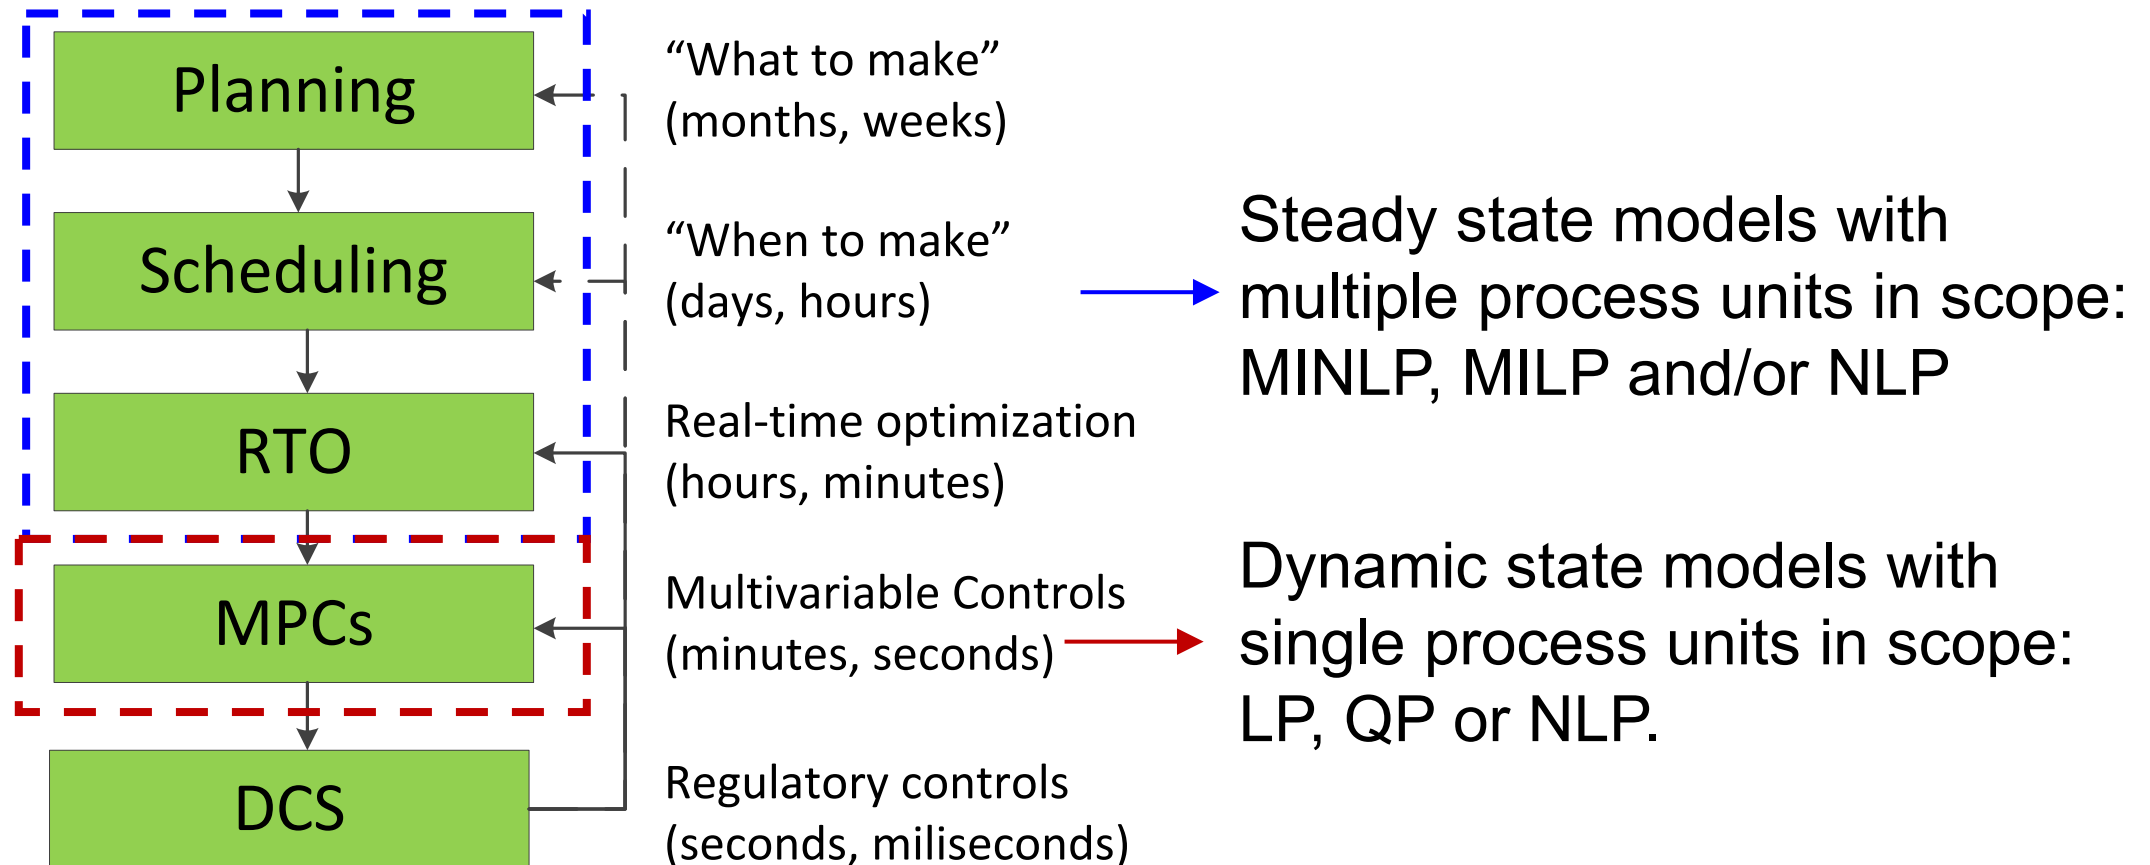 Planning
"What to make"
(months, weeks)
Scheduling
"When to make"
(days, hours)
Steady state models with
multiple process units in scope:
MINLP, MILP and/or NLP
RTO
Real-time optimization
(hours, minutes)
MPCs
Multivariable Controls
(minutes, seconds)
Dynamic state models with
single process units in scope:
LP, QP or NLP.
DCS
Regulatory controls
(seconds, miliseconds)